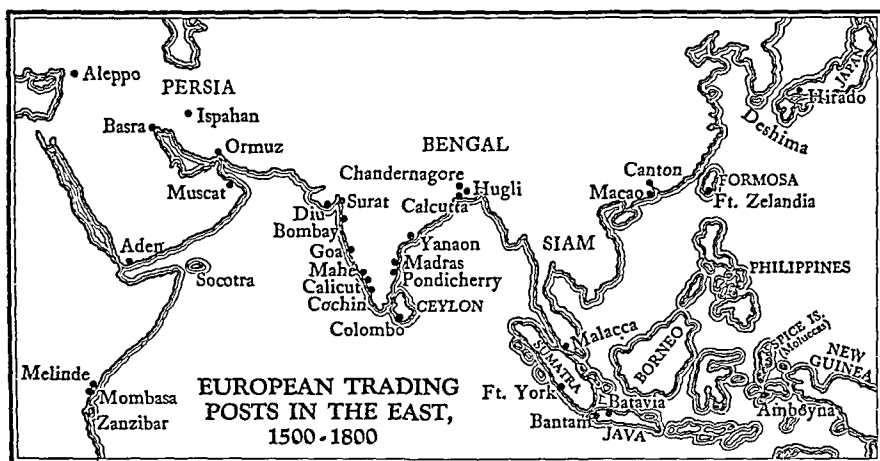 Aleppo
PERSIA
Ispahan
Basra
Ormuz
Muscat
Aden
Socotra
Melinde
Mombasa
Zanzibar
BENGAL
Chandernagore
Hugli
Calcutta
Surat
Diu
Bombay
Goa
Mahe
Calicut
Cochin
Yanaon
Madras
Pondicherry
CEYLON
Colombo
SIAM
Canton
Macao
FORMOSA
Ft. Zelandia
JAPAN
Hirado
Deshima
PHILIPPINES
Malacca
SUMATRA
BORNEO
SPICE IS.
(Moluccas)
NEW
GUINEA
Ft. York
Batavia
Bantam
JAVA
Amboyna
EUROPEAN TRADING
POSTS IN THE EAST,
1500-1800